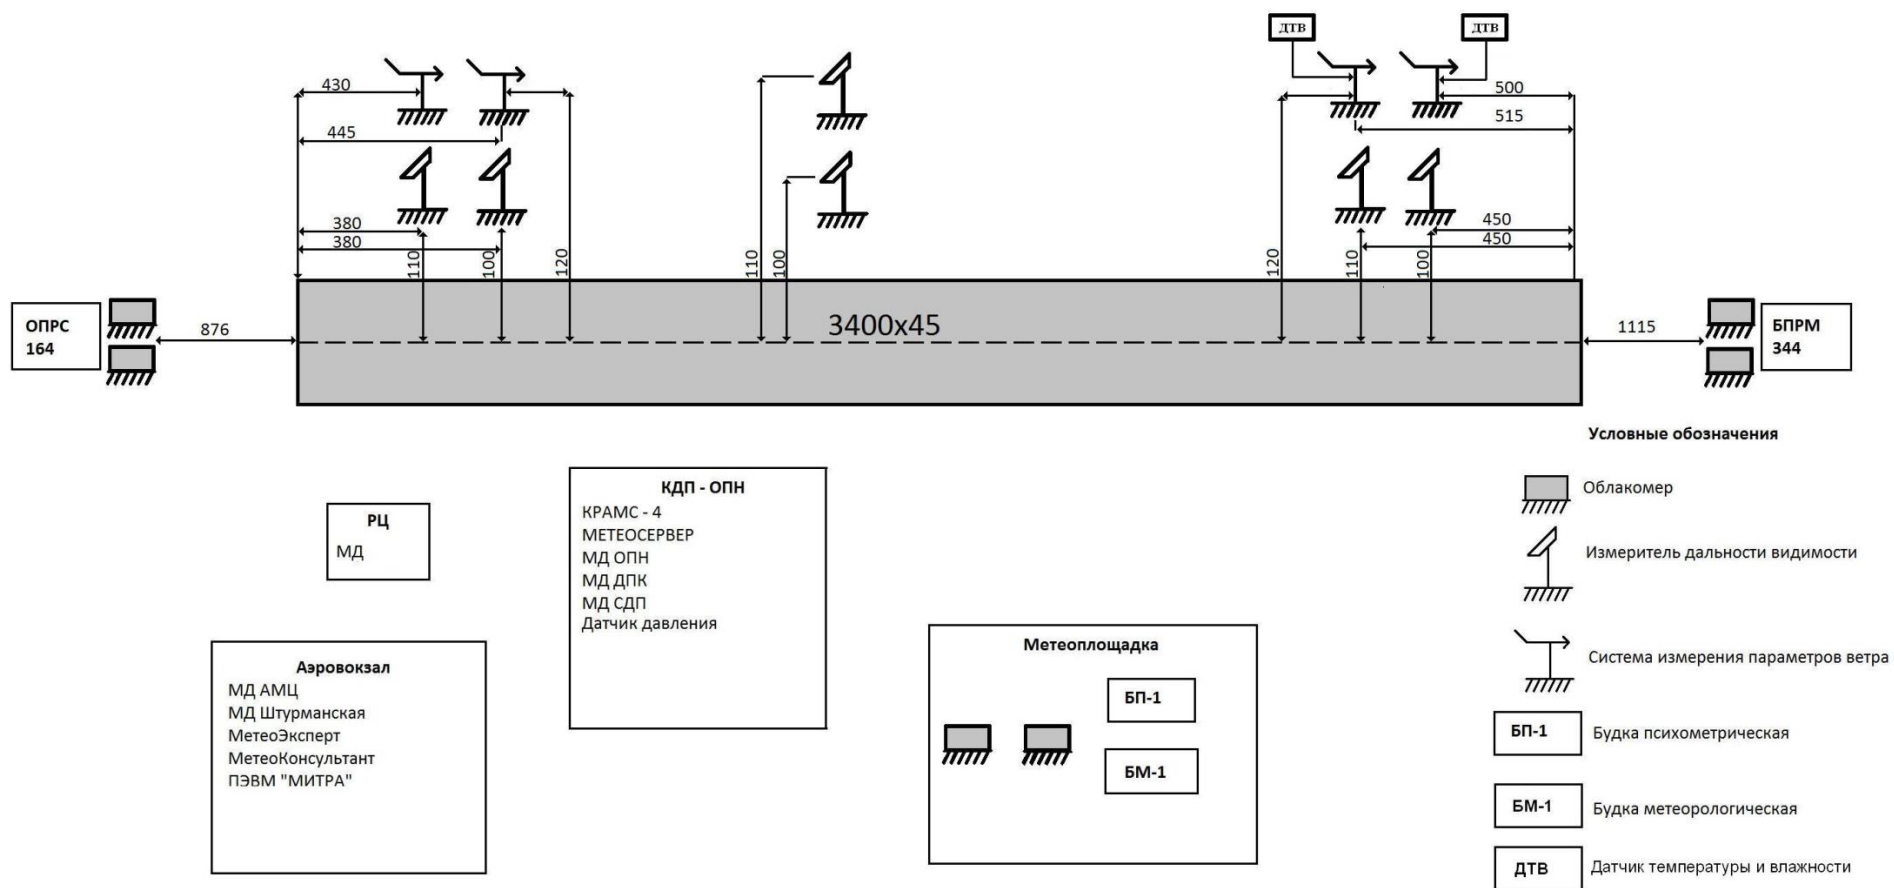 ДТВ
ДТВ
430
500
445
515
380
380
450
450
110
100
120
110
100
120
110
100
ОПРС
164
876
3400х45
1115
БПРМ
344
Условные обозначения
Облакомер
Измеритель дальности видимости
Система измерения параметров ветра
БП-1
Будка психометрическая
БМ-1
Будка метеорологическая
ДТВ
Датчик температуры и влажности
РЦ
МД
КДП - ОПН
КРАМС - 4
МЕТЕОСЕРВЕР
МД ОПН
МД ДПК
МД СДП
Датчик давления
Аэровокзал
МД АМЦ
МД Штурманская
МетеоЭксперт
МетеоКонсультант
ПЭВМ "МИТРА"
Метеоплощадка
БП-1
БМ-1